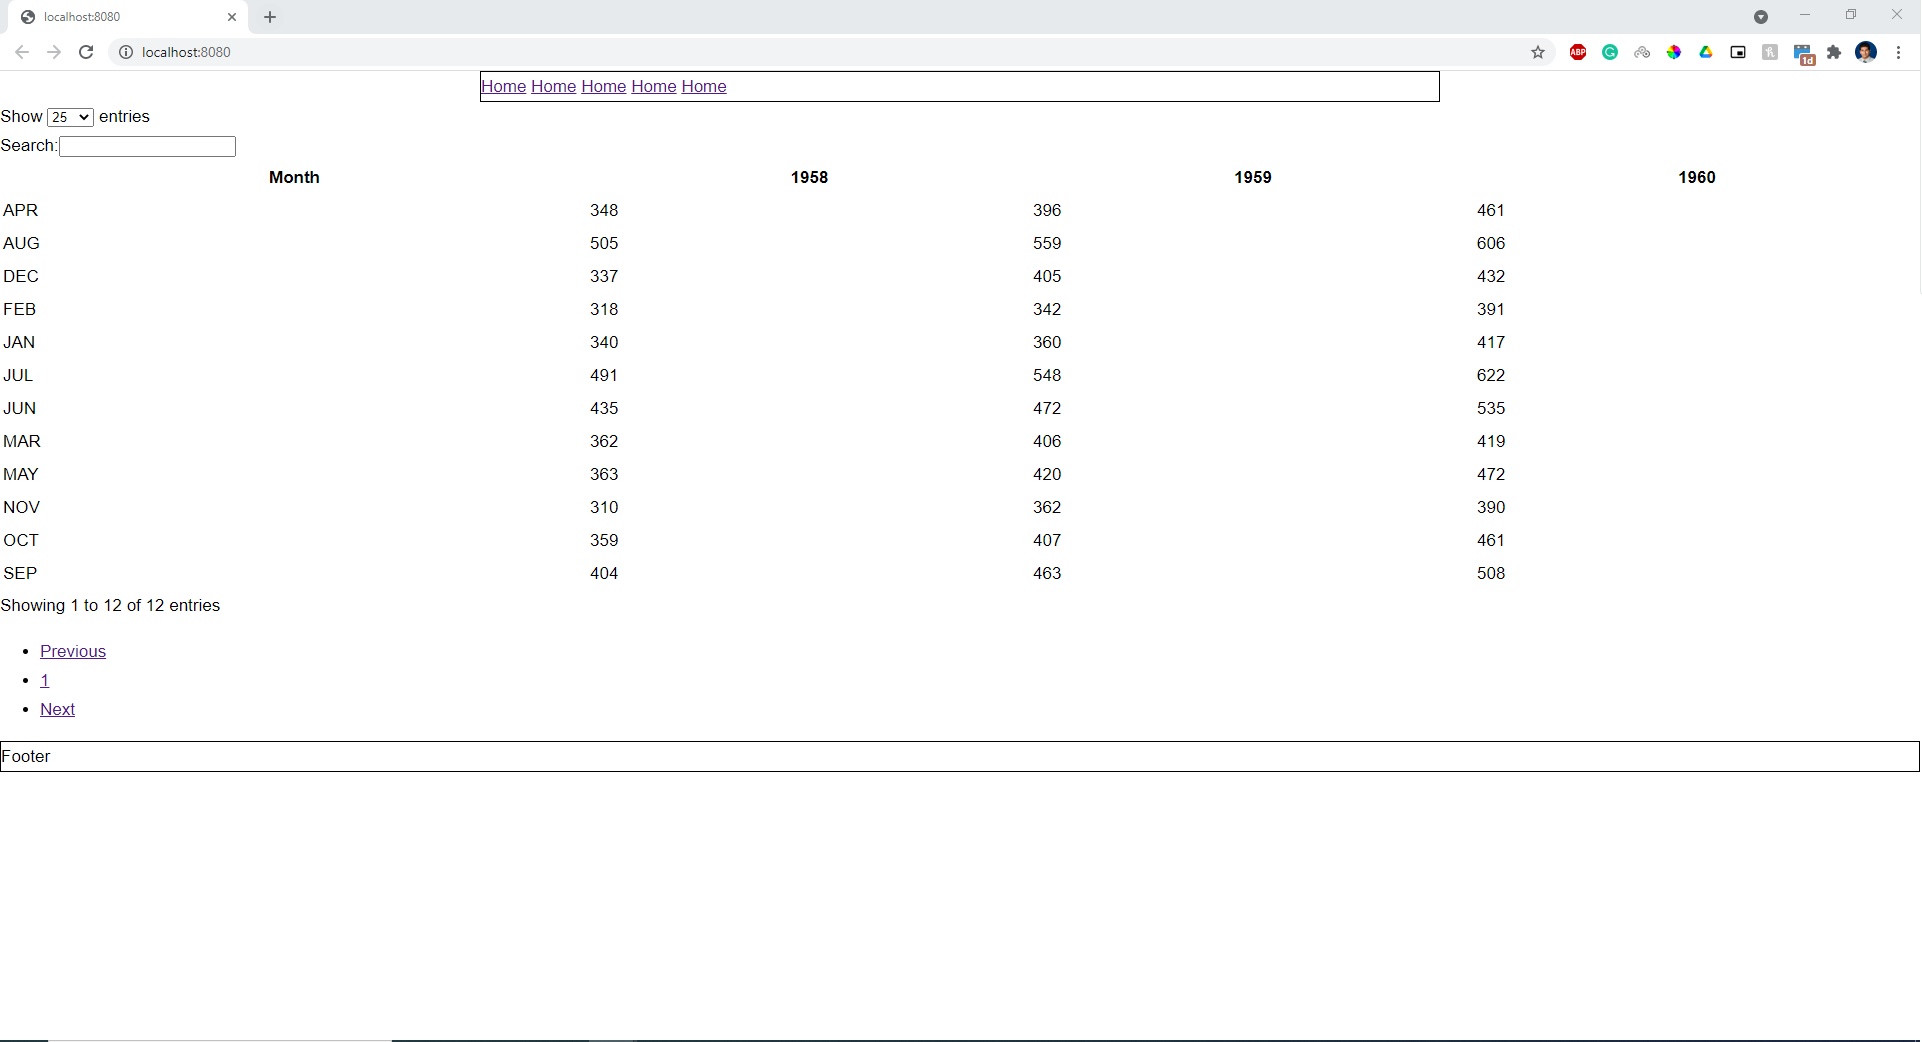 localhost:8080
localhost:8080
ABP
1d
Home Home Home Home Home
Show 25 entries
Search:
Month 1958 1959 1960
APR 348 396 461
AUG 505 559 606
DEC 337 405 432
FEB 318 342 391
JAN 340 360 417
JUL 491 548 622
JUN 435 472 535
MAR 362 406 419
MAY 363 420 472
NOV 310 362 390
OCT 359 407 461
SEP 404 463 508
Showing 1 to 12 of 12 entries
Previous
1
Next
Footer